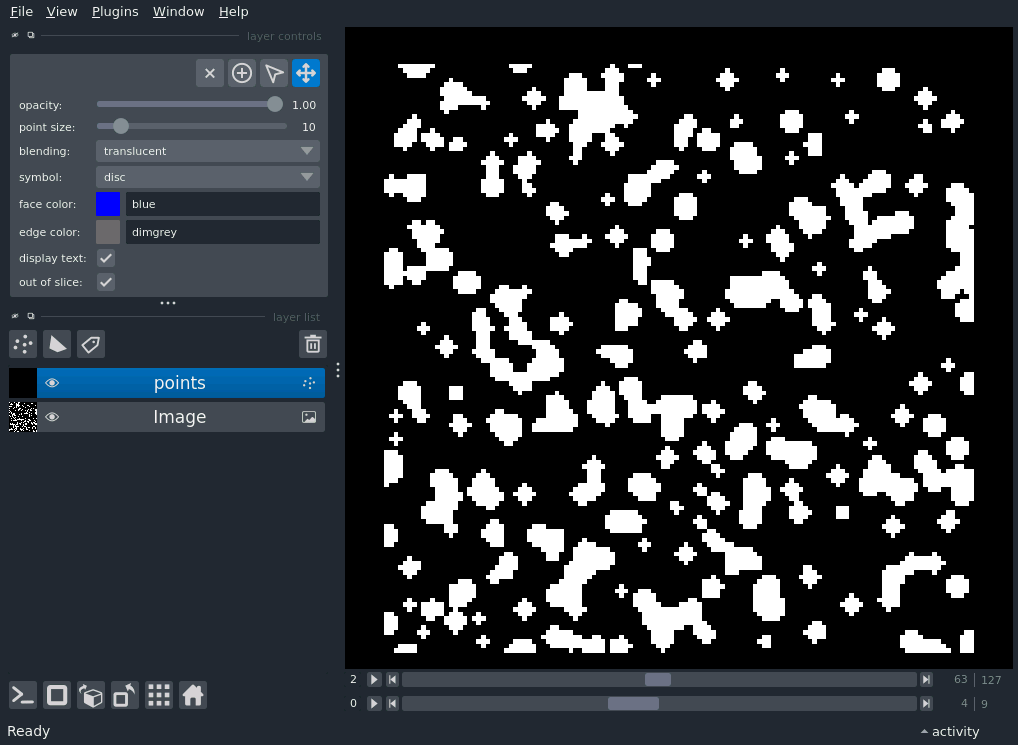 File View Plugins Window Help
layer controls
opacity: 1.00
point size: 10
blending: translucent
symbol: disc
face color: blue
edge color: dimgrey
display text:
out of slice:
layer list
points
Image
2 63 127
0 4 9
Ready activity